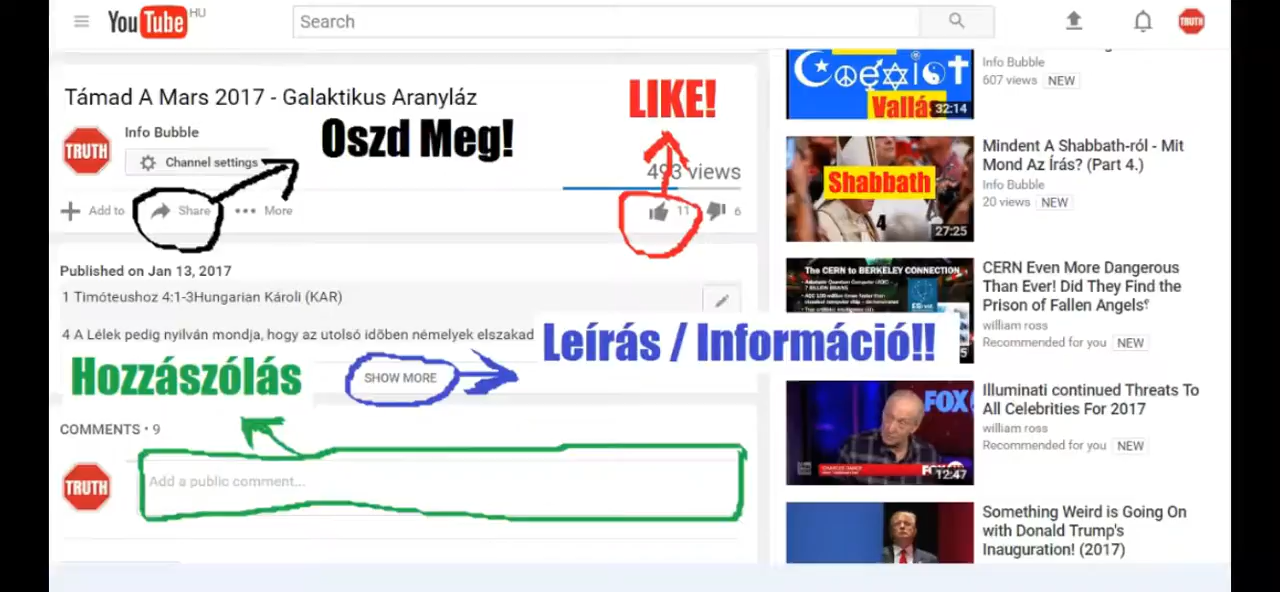 YouTube HU
Search
TRUTH
Támad A Mars 2017 - Galaktikus Aranyláz
TRUTH
Info Bubble
Channel settings
Oszd Meg!
LIKE!
493 views
Add to
Share
More
11
6
Published on Jan 13, 2017
1 Timóteushoz 4:1-3Hungarian Károli (KAR)
4 A Lélek pedig nyilván mondja, hogy az utolsó időben némelyek elszakad
Leírás / Információ!!
Hozzászólás
SHOW MORE
COMMENTS • 9
TRUTH
Add a public comment...
Coexist
Vallás
32:14
Info Bubble
607 views NEW
Shabbath
4
27:25
Mindent A Shabbath-ról - Mit
Mond Az Írás? (Part 4.)
Info Bubble
20 views NEW
The CERN to BERKELEY CONNECTION
CERN Even More Dangerous
Than Ever! Did They Find the
Prison of Fallen Angels
william ross
Recommended for you NEW
FOX
12:47
Illuminati continued Threats To
All Celebrities For 2017
william ross
Recommended for you NEW
Something Weird is Going On
with Donald Trump's
Inauguration! (2017)